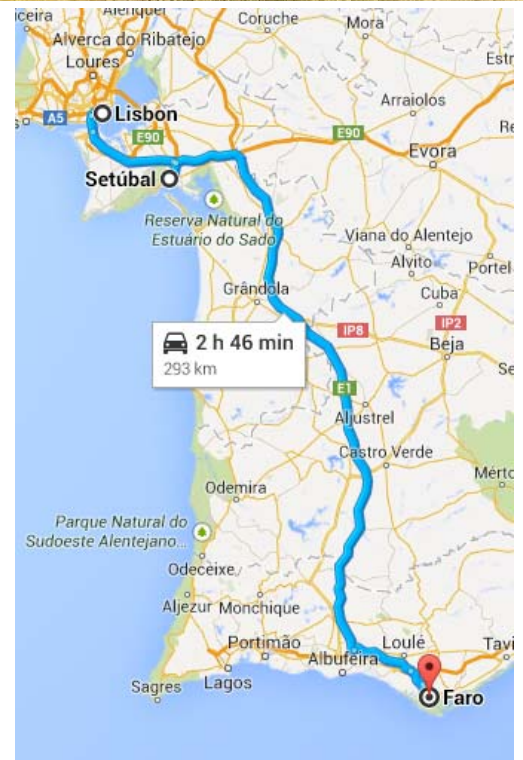 Coruche
Mora
Alverca do Ribatejo
Loures
Arraiolos
A5
Lisbon
E90
E90
Evora
Setúbal
Reserva Natural do
Estuário do Sado
Viana do Alentejo
Alvito
Portel
Grândola
Cuba
IP8
IP2
2 h 46 min
293 km
Beja
E1
Aljustrel
Castro Verde
Odemira
Parque Natural do
Sudoeste Alentejano...
Odeceixe
Aljezur
Monchique
Portimão
Loulé
Tavi
Albufeira
Sagres
Lagos
Faro